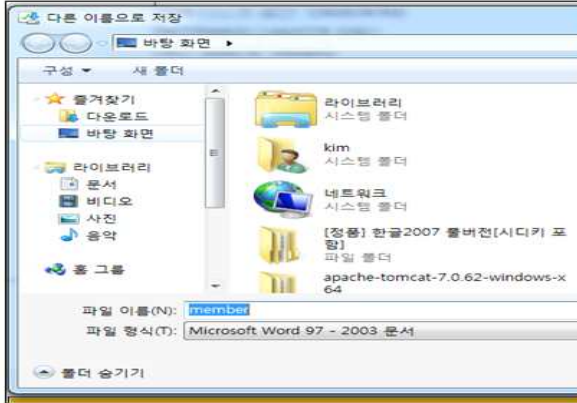 다른 이름으로 저장
바탕 화면
구성 새 폴더
즐겨찾기
다운로드
바탕 화면
라이브러리
문서
비디오
사진
음악
홈 그룹
라이브러리
시스템 폴더
kim
시스템 폴더
네트워크
시스템 폴더
[정품] 한글2007 풀버전[시디키 포
함]
파일 폴더
apache-tomcat-7.0.62-windows-x
64
파일 이름(N): member
파일 형식(T): Microsoft Word 97 - 2003 문서
폴더 숨기기